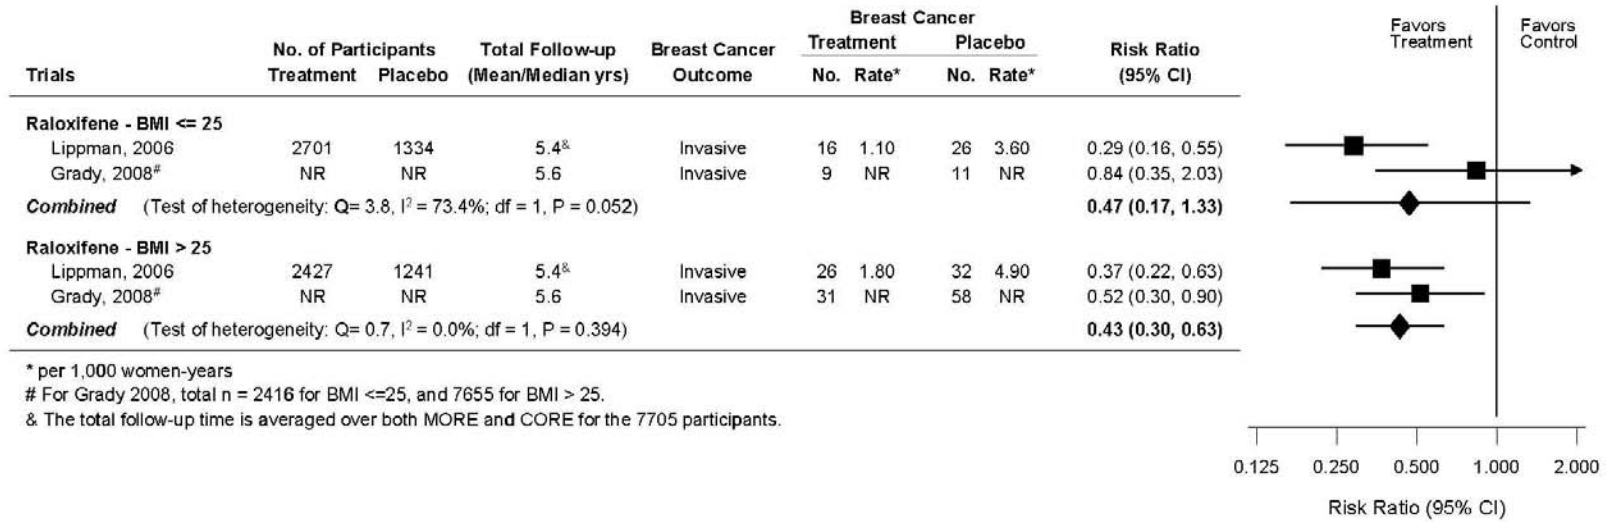 Breast Cancer
No. of Participants Total Follow-up Breast Cancer Treatment Placebo Risk Ratio
Trials Treatment Placebo (Mean/Median yrs) Outcome No. Rate* No. Rate* (95% CI)
Favors Treatment Favors Control
Raloxifene - BMI <= 25
Lippman, 2006 2701 1334 5.4& Invasive 16 1.10 26 3.60 0.29 (0.16, 0.55)
Grady, 2008# NR NR 5.6 Invasive 9 NR 11 NR 0.84 (0.35, 2.03)
Combined (Test of heterogeneity: Q= 3.8, I² = 73.4%; df = 1, P = 0.052) 0.47 (0.17, 1.33)
Raloxifene - BMI > 25
Lippman, 2006 2427 1241 5.4& Invasive 26 1.80 32 4.90 0.37 (0.22, 0.63)
Grady, 2008# NR NR 5.6 Invasive 31 NR 58 NR 0.52 (0.30, 0.90)
Combined (Test of heterogeneity: Q= 0.7, I² = 0.0%; df = 1, P = 0.394) 0.43 (0.30, 0.63)
* per 1,000 women-years
# For Grady 2008, total n = 2416 for BMI <=25, and 7655 for BMI > 25.
& The total follow-up time is averaged over both MORE and CORE for the 7705 participants.
0.125 0.250 0.500 1.000 2.000
Risk Ratio (95% CI)